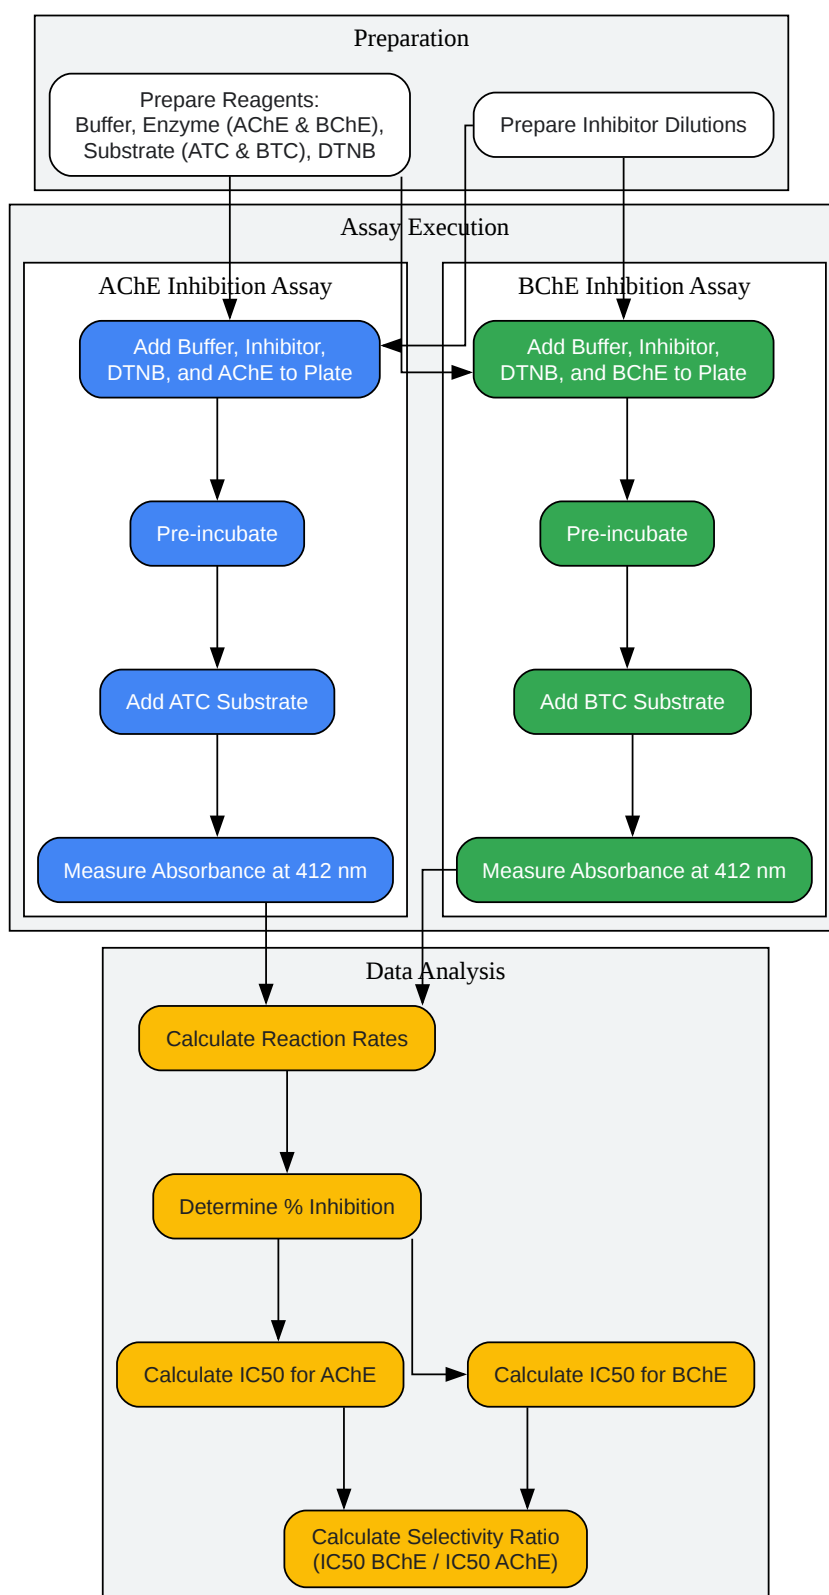 Preparation
Prepare Reagents:
Buffer, Enzyme (AChE & BChE),
Substrate (ATC & BTC), DTNB
Prepare Inhibitor Dilutions
Assay Execution
AChE Inhibition Assay
Add Buffer, Inhibitor,
DTNB, and AChE to Plate
Pre-incubate
Add ATC Substrate
Measure Absorbance at 412 nm
BChE Inhibition Assay
Add Buffer, Inhibitor,
DTNB, and BChE to Plate
Pre-incubate
Add BTC Substrate
Measure Absorbance at 412 nm
Data Analysis
Calculate Reaction Rates
Determine % Inhibition
Calculate IC50 for AChE
Calculate IC50 for BChE
Calculate Selectivity Ratio
(IC50 BChE / IC50 AChE)